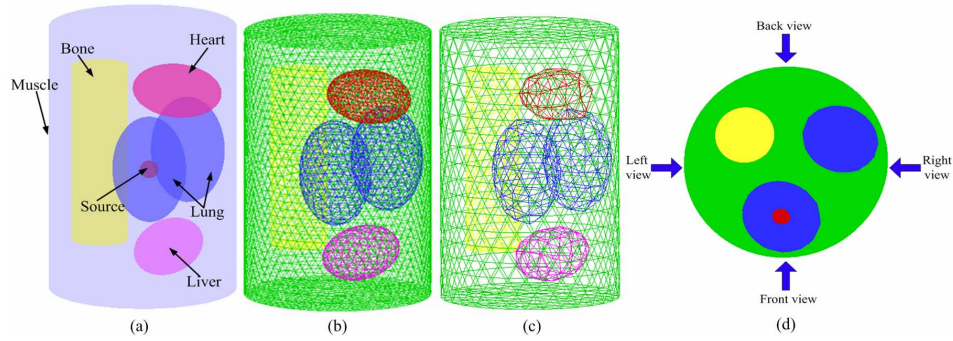 Bone
Heart
Muscle
Source
Lung
Liver
(a)
(b)
(c)
Back view
Left
view
Right
view
Front view
(d)